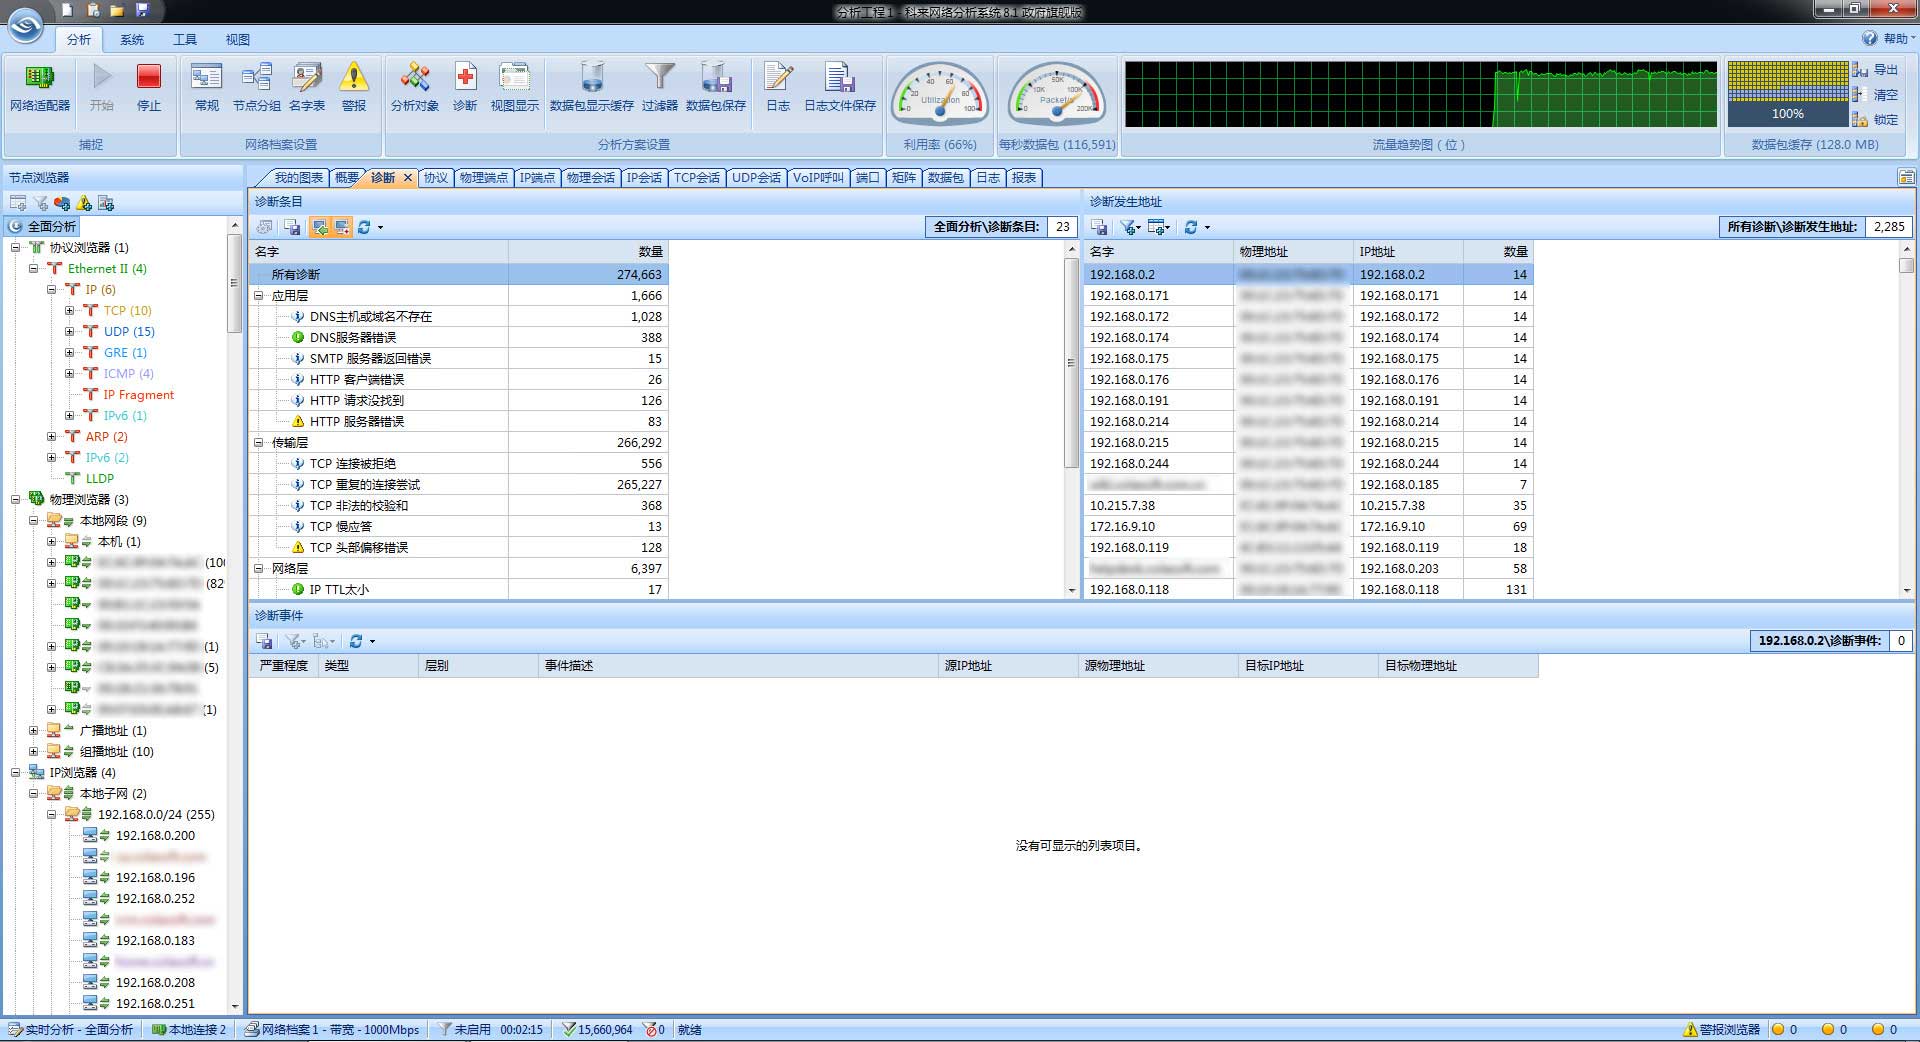 分析工程 1 - 科来网络分析系统 8.1 政府旗舰版
分析 系统 工具 视图
帮助
网络适配器 开始 停止
捕捉
常规 节点分组 名字表 警报
网络档案设置
分析对象 诊断 视图显示 数据包显示缓存 过滤器 数据包保存 日志 日志文件保存
分析方案设置
利用率 (66%)
每秒数据包 (116,591)
流量趋势图（位）
100%
导出
清空
锁定
数据包缓存 (128.0 MB)
节点浏览器
全面分析
协议浏览器 (1)
Ethernet II (4)
IP (6)
TCP (10)
UDP (15)
GRE (1)
ICMP (4)
IP Fragment
IPv6 (1)
ARP (2)
IPv6 (2)
LLDP
物理浏览器 (3)
本地网段 (9)
本机 (1)
(1)
(5)
(1)
广播地址 (1)
组播地址 (10)
IP浏览器 (4)
本地子网 (2)
192.168.0.0/24 (255)
192.168.0.200
192.168.0.196
192.168.0.252
192.168.0.183
192.168.0.208
192.168.0.251
我的图表 概要 诊断 协议 物理端点 IP端点 物理会话 IP会话 TCP会话 UDP会话 VoIP呼叫 端口 矩阵 数据包 日志 报表
诊断条目
全面分析\诊断条目: 23
名字 数量
所有诊断 274,663
应用层 1,666
DNS主机或域名不存在 1,028
DNS服务器错误 388
SMTP 服务器返回错误 15
HTTP 客户端错误 26
HTTP 请求没找到 126
HTTP 服务器错误 83
传输层 266,292
TCP 连接被拒绝 556
TCP 重复的连接尝试 265,227
TCP 非法的校验和 368
TCP 慢应答 13
TCP 头部偏移错误 128
网络层 6,397
IP TTL太小 17
诊断发生地址
所有诊断\诊断发生地址: 2,285
名字 物理地址 IP地址 数量
192.168.0.2 192.168.0.2 14
192.168.0.171 192.168.0.171 14
192.168.0.172 192.168.0.172 14
192.168.0.174 192.168.0.174 14
192.168.0.175 192.168.0.175 14
192.168.0.176 192.168.0.176 14
192.168.0.191 192.168.0.191 14
192.168.0.214 192.168.0.214 14
192.168.0.215 192.168.0.215 14
192.168.0.244 192.168.0.244 14
192.168.0.185 7
10.215.7.38 10.215.7.38 35
172.16.9.10 172.16.9.10 69
192.168.0.119 192.168.0.119 18
192.168.0.203 58
192.168.0.118 192.168.0.118 131
诊断事件
192.168.0.2\诊断事件: 0
严重程度 类型 层别 事件描述 源IP地址 源物理地址 目标IP地址 目标物理地址
没有可显示的列表项目。
实时分析 - 全面分析 本地连接 2 网络档案 1 - 带宽 - 1000Mbps 未启用 00:02:15 15,660,964 0 就绪
警报浏览器 0 0 0